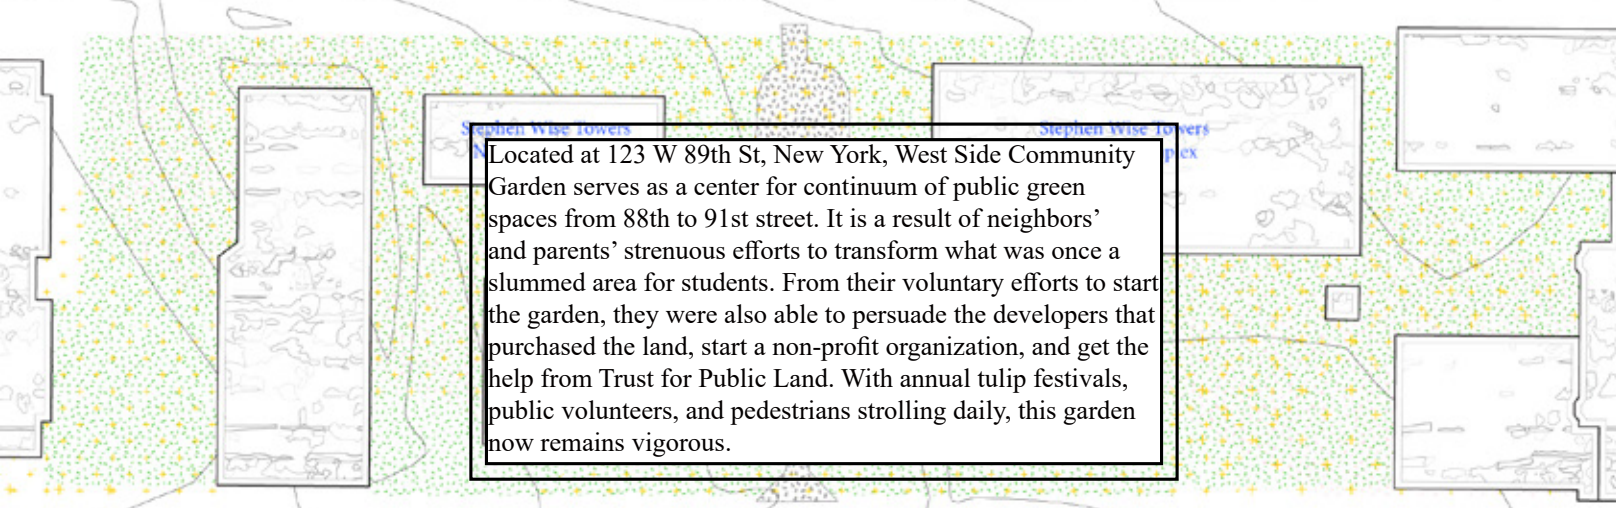 Stephen Wise Towers
Stephen Wise Towers
Located at 123 W 89th St, New York, West Side Community
Garden serves as a center for continuum of public green
spaces from 88th to 91st street. It is a result of neighbors’
and parents’ strenuous efforts to transform what was once a
slummed area for students. From their voluntary efforts to start
the garden, they were also able to persuade the developers that
purchased the land, start a non-profit organization, and get the
help from Trust for Public Land. With annual tulip festivals,
public volunteers, and pedestrians strolling daily, this garden
now remains vigorous.